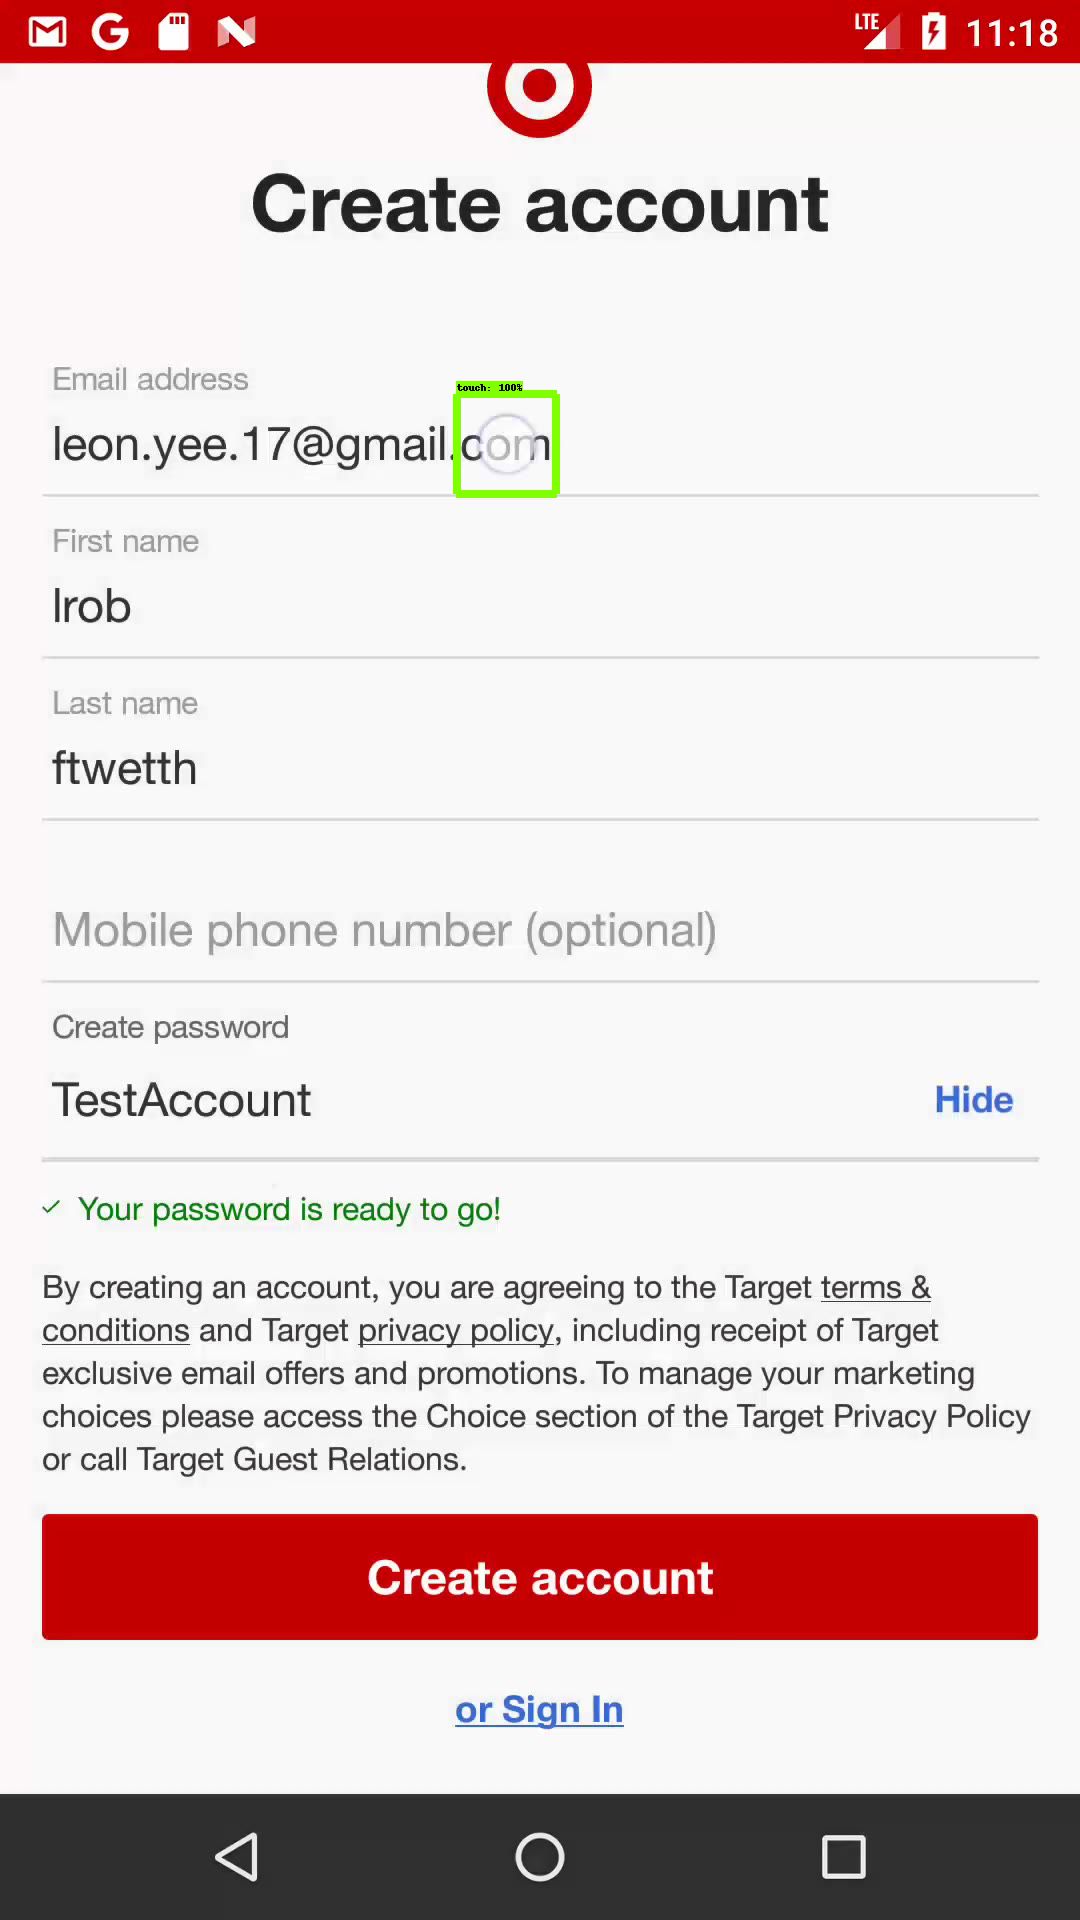 LTE 11:18
Create account
Email address
touch: 100%
leon.yee.17@gmail.com
First name
lrob
Last name
ftwetth
Mobile phone number (optional)
Create password
TestAccount Hide
Your password is ready to go!
By creating an account, you are agreeing to the Target terms &
conditions and Target privacy policy, including receipt of Target
exclusive email offers and promotions. To manage your marketing
choices please access the Choice section of the Target Privacy Policy
or call Target Guest Relations.
Create account
or Sign In